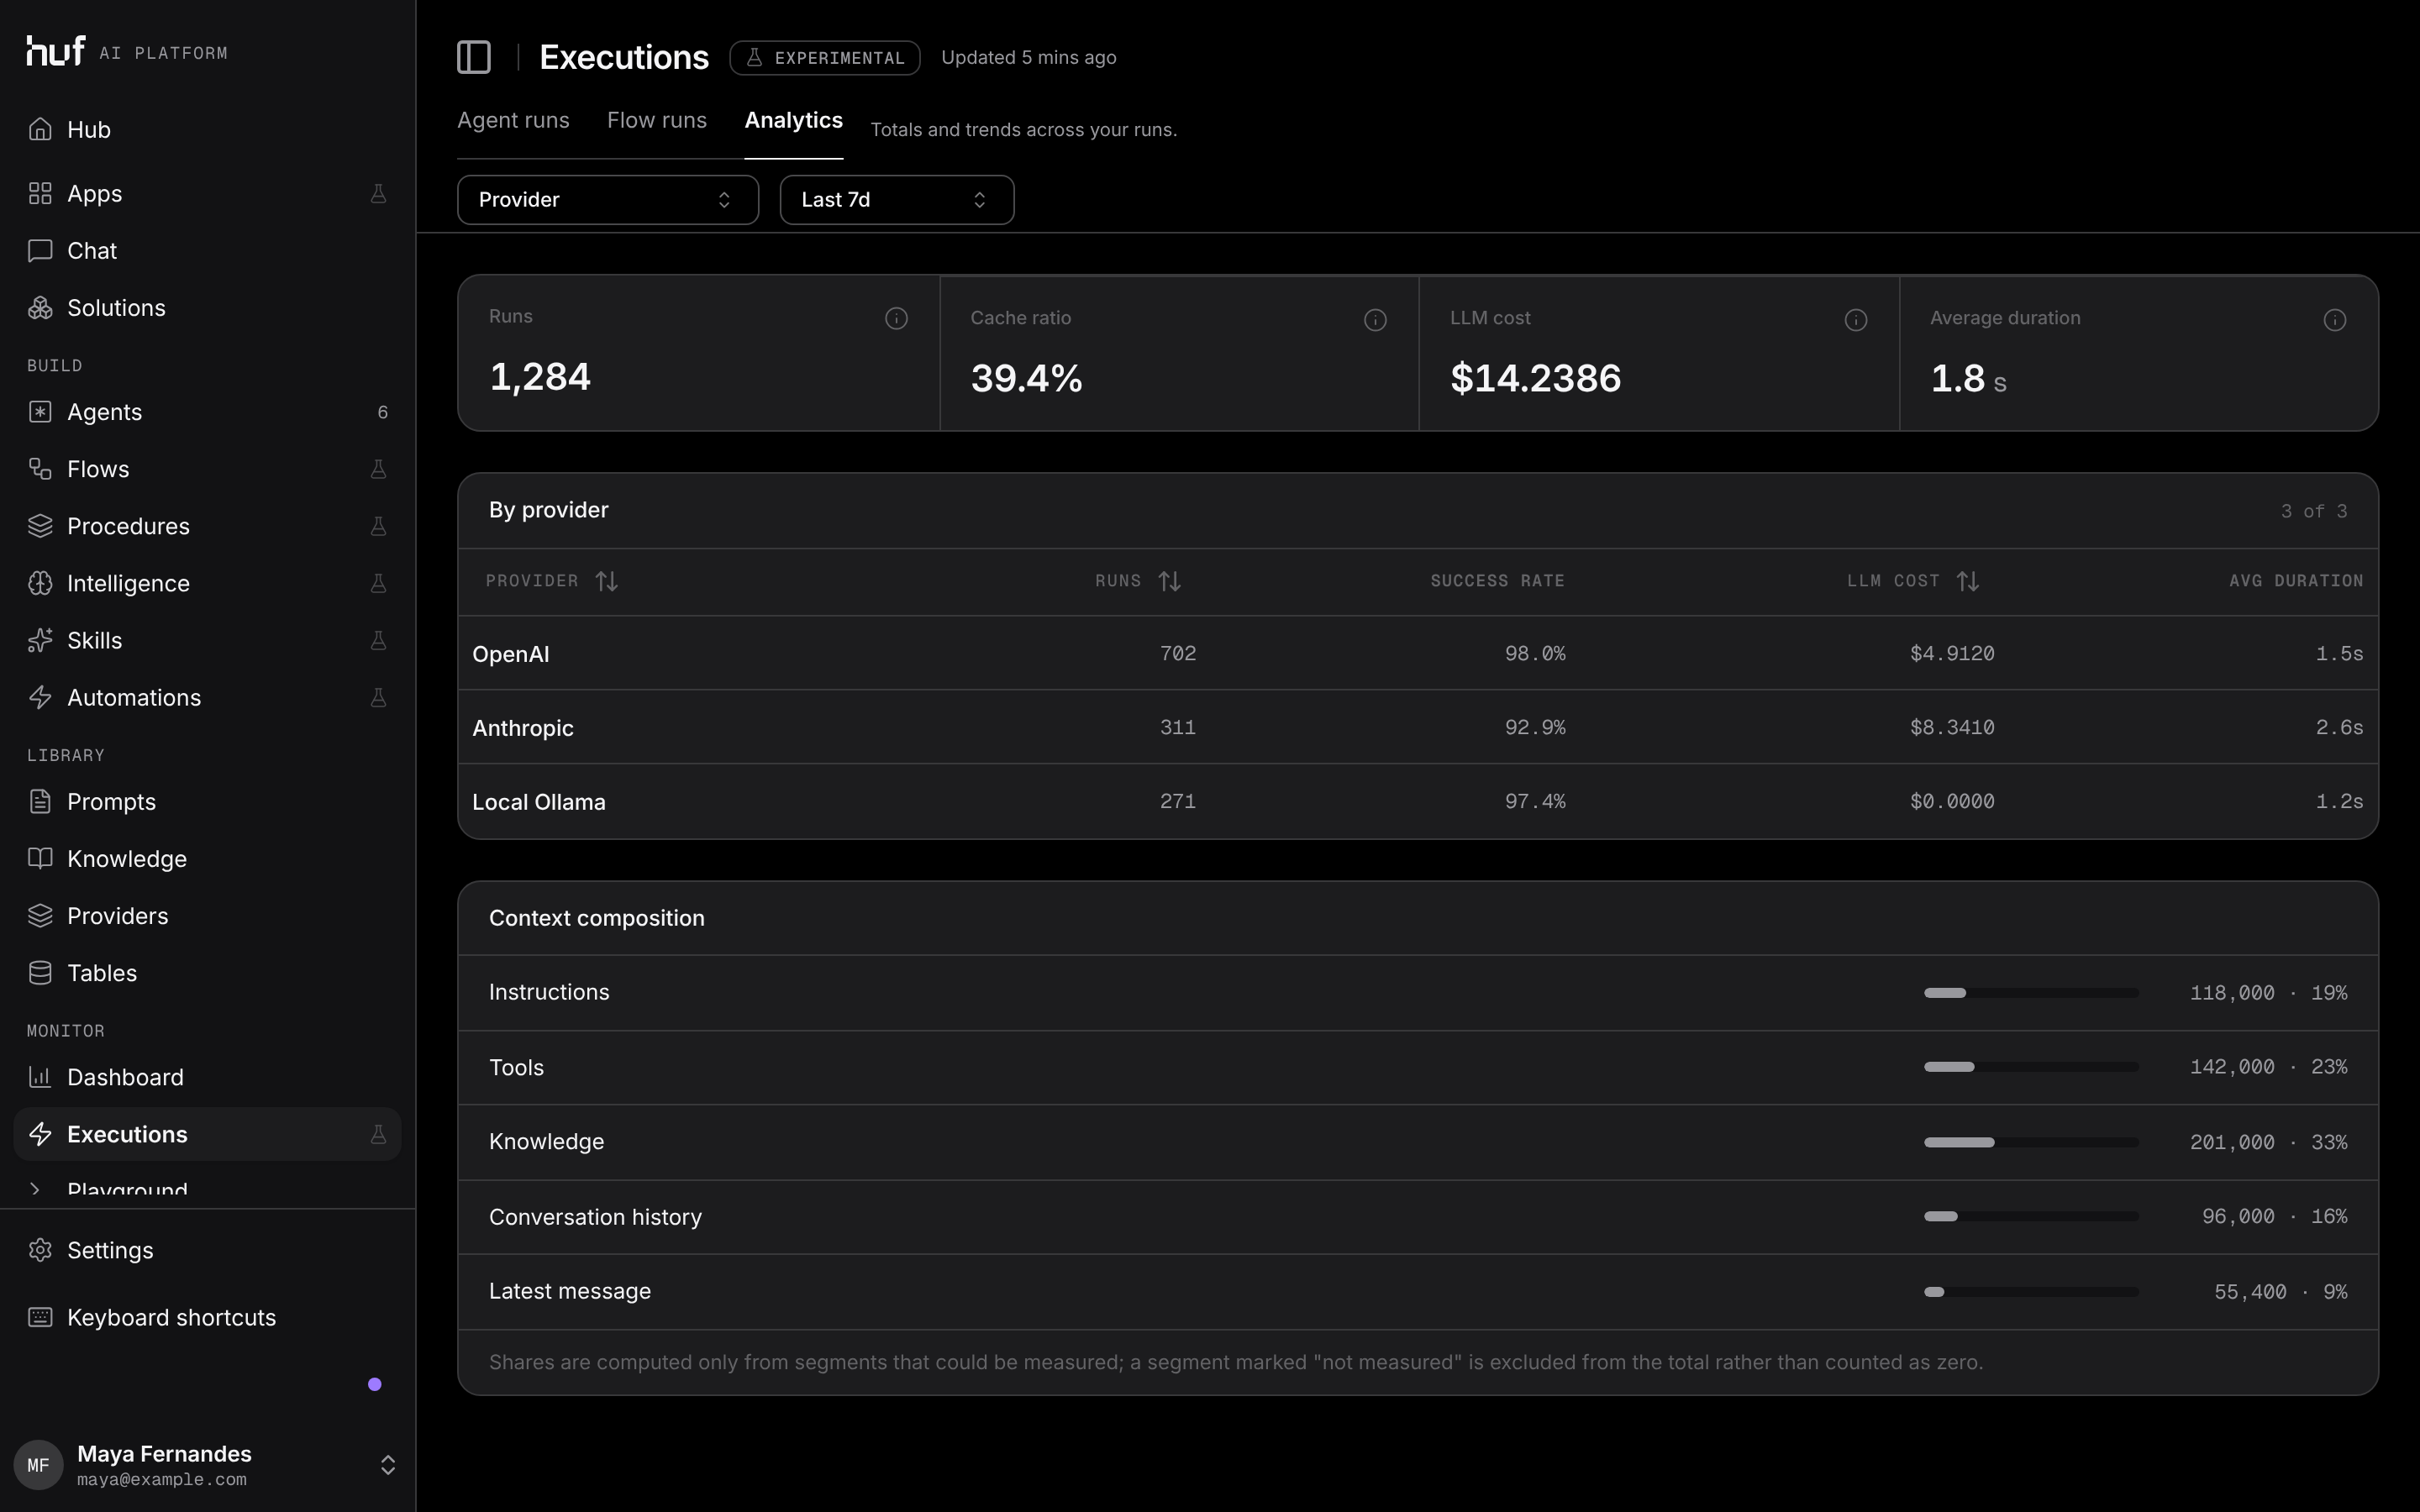 huf AI PLATFORM
Hub
Apps
Chat
Solutions
BUILD
Agents 6
Flows
Procedures
Intelligence
Skills
Automations
LIBRARY
Prompts
Knowledge
Providers
Tables
MONITOR
Dashboard
Executions
Playground
Settings
Keyboard shortcuts
MF
Maya Fernandes
maya@example.com
Executions EXPERIMENTAL Updated 5 mins ago
Agent runs Flow runs Analytics Totals and trends across your runs.
Provider Last 7d
Runs Cache ratio LLM cost Average duration
1,284 39.4% $14.2386 1.8 s
By provider 3 of 3
PROVIDER RUNS SUCCESS RATE LLM COST AVG DURATION
OpenAI 702 98.0% $4.9120 1.5s
Anthropic 311 92.9% $8.3410 2.6s
Local Ollama 271 97.4% $0.0000 1.2s
Context composition
Instructions 118,000 · 19%
Tools 142,000 · 23%
Knowledge 201,000 · 33%
Conversation history 96,000 · 16%
Latest message 55,400 · 9%
Shares are computed only from segments that could be measured; a segment marked "not measured" is excluded from the total rather than counted as zero.